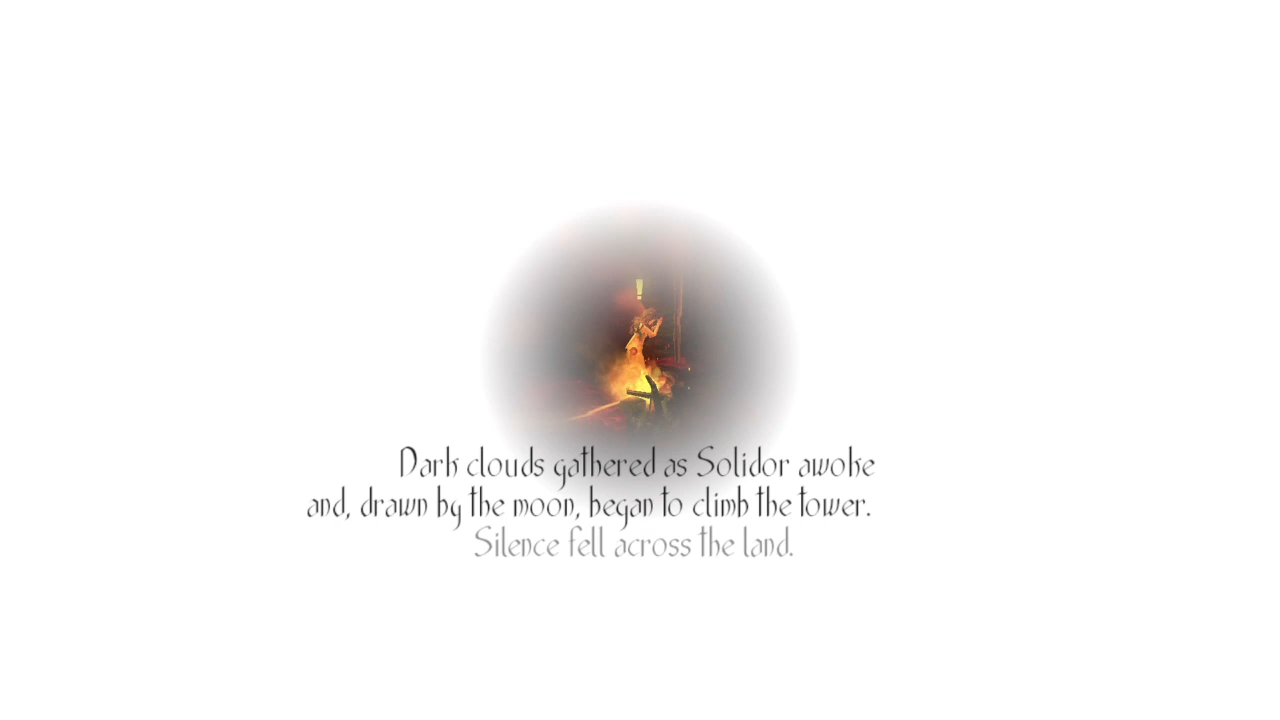 Dark clouds gathered as Solidor awoke
and, drawn by the moon, began to climb the tower.
Silence fell across the land.